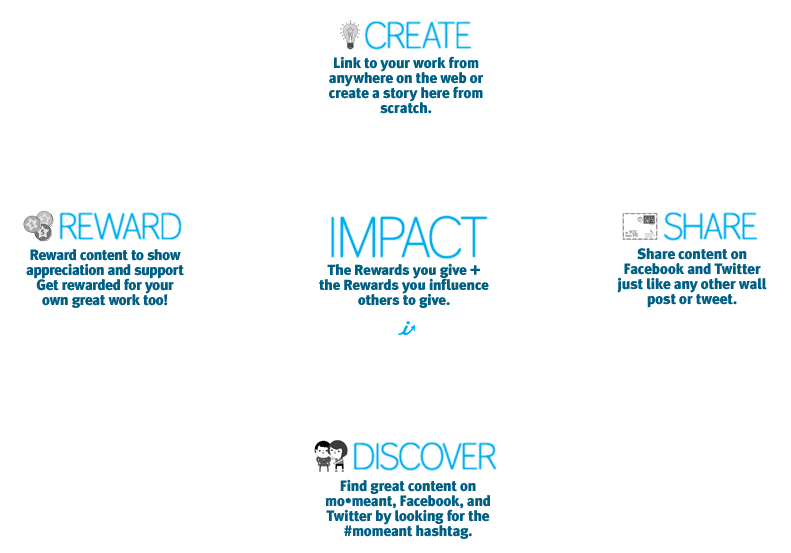 CREATE
Link to your work from
anywhere on the web or
create a story here from
scratch.
REWARD
Reward content to show
appreciation and support
Get rewarded for your
own great work too!
IMPACT
The Rewards you give +
the Rewards you influence
others to give.
i
SHARE
Share content on
Facebook and Twitter
just like any other wall
post or tweet.
DISCOVER
Find great content on
mo•meant, Facebook, and
Twitter by looking for the
#momeant hashtag.